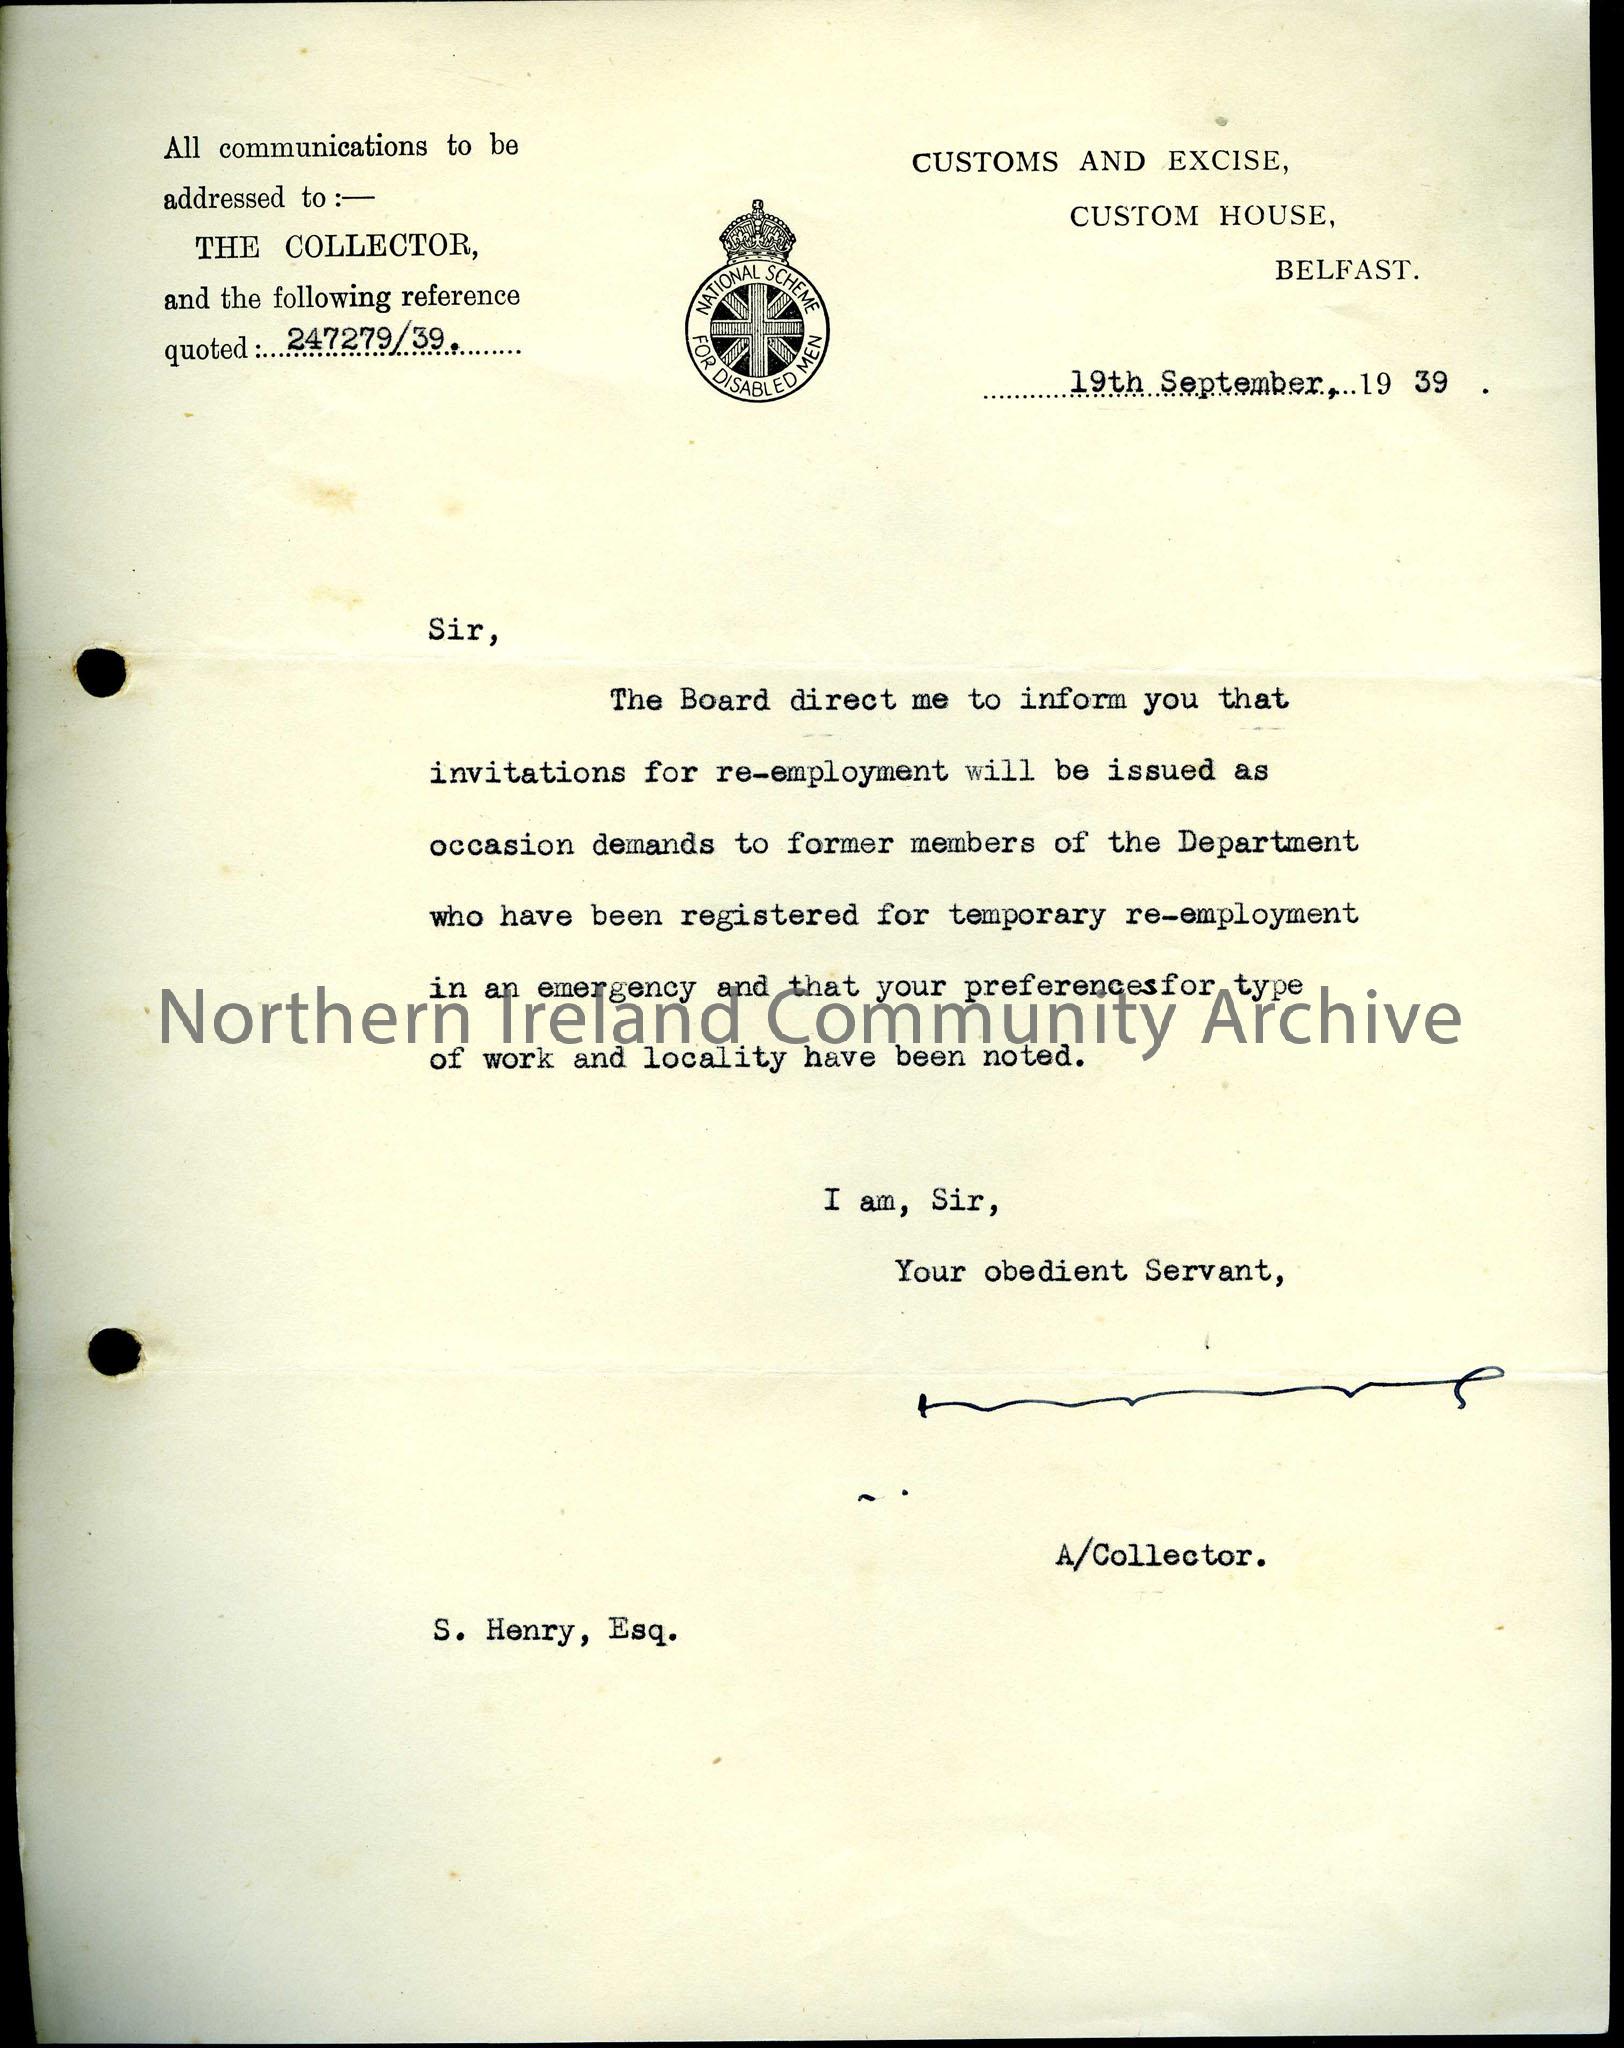 All communications to be
addressed to :—
THE COLLECTOR,
and the following reference
quoted :....247279/39.........
CUSTOMS AND EXCISE,
CUSTOM HOUSE,
BELFAST.
NATIONAL SCHEME
FOR DISABLED MEN
19th September, 19 39 .
Sir,
The Board direct me to inform you that
invitations for re-employment will be issued as
occasion demands to former members of the Department
who have been registered for temporary re-employment
in an emergency and that your preferencesfor type
Northern Ireland Community Archive
of work and locality have been noted.
I am, Sir,
Your obedient Servant,
A/Collector.
S. Henry, Esq.